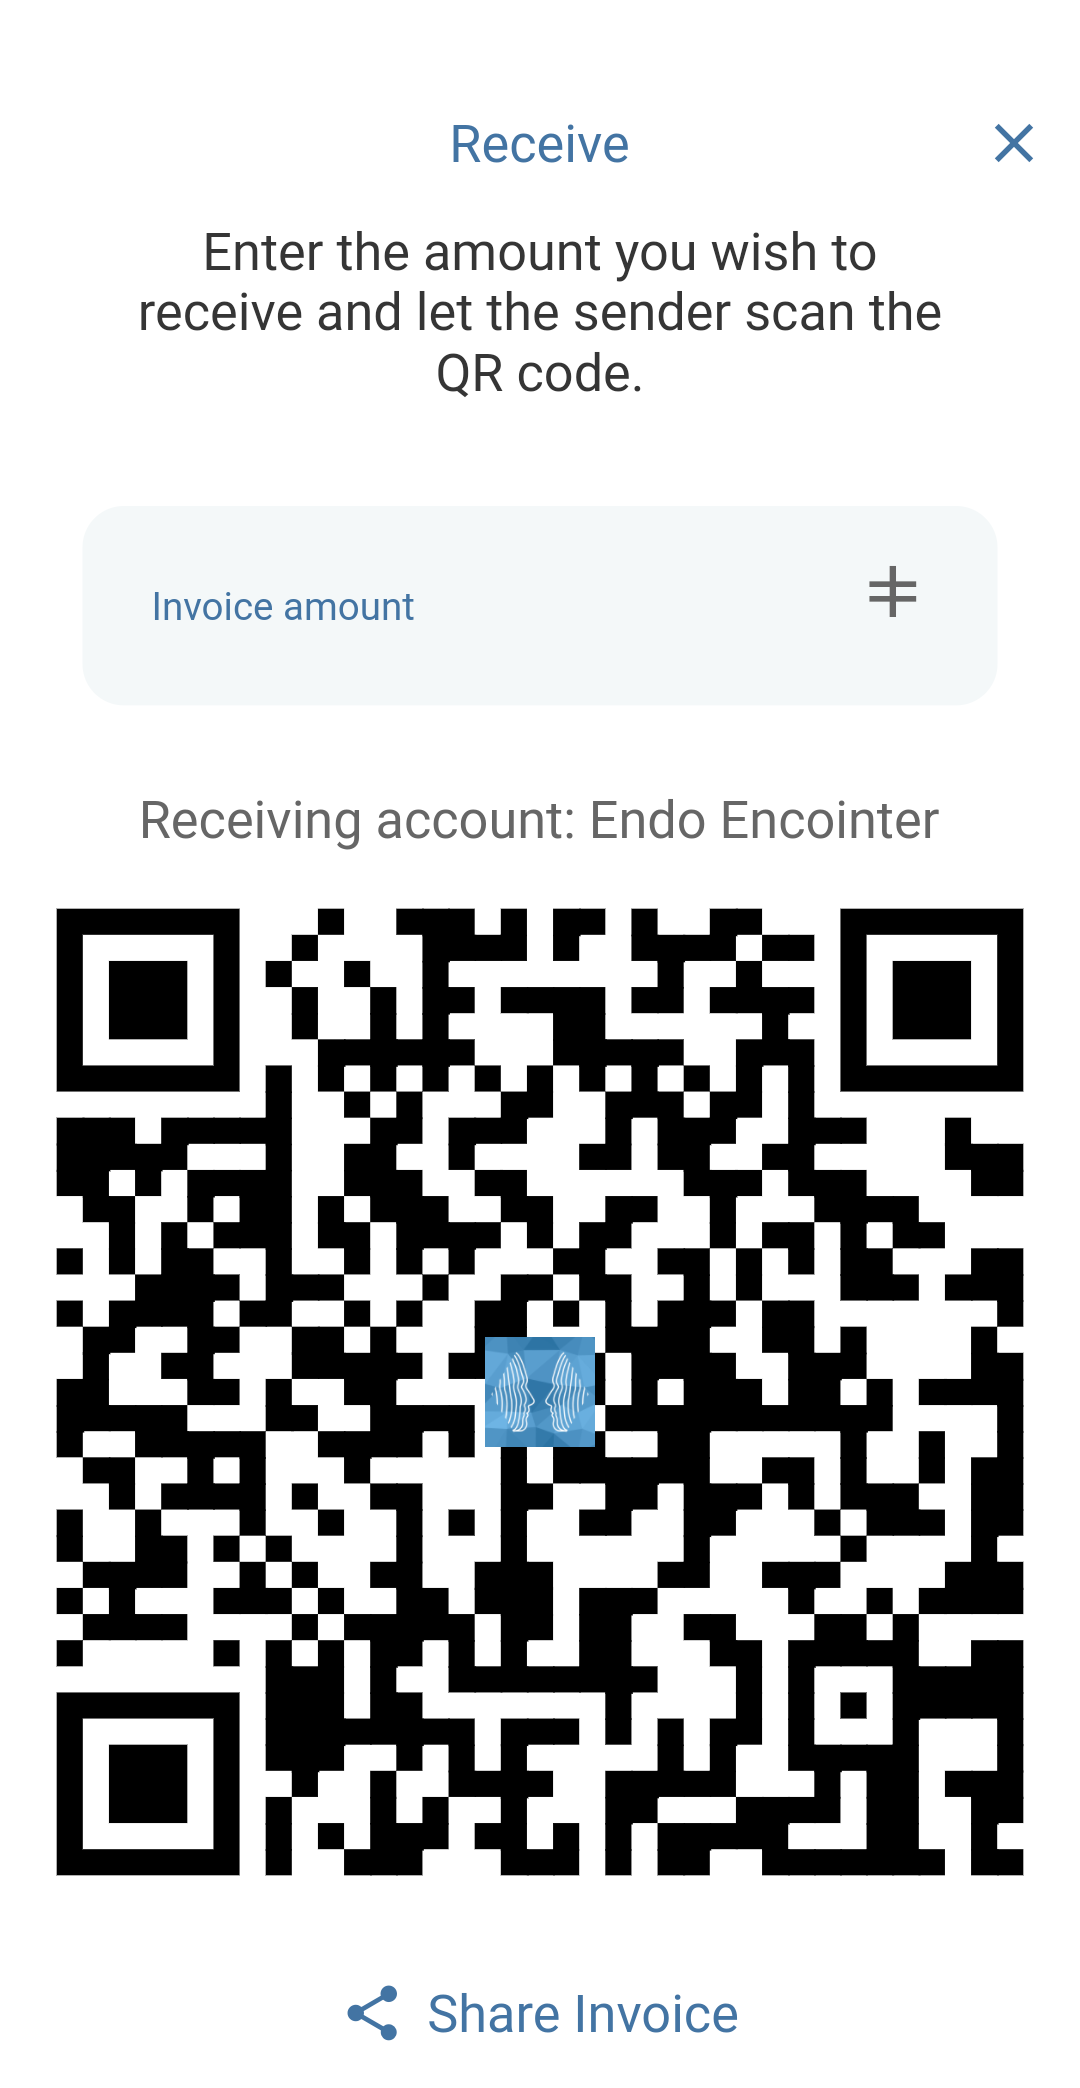 Receive
Enter the amount you wish to
receive and let the sender scan the
QR code.
Invoice amount
Receiving account: Endo Encointer
Share Invoice